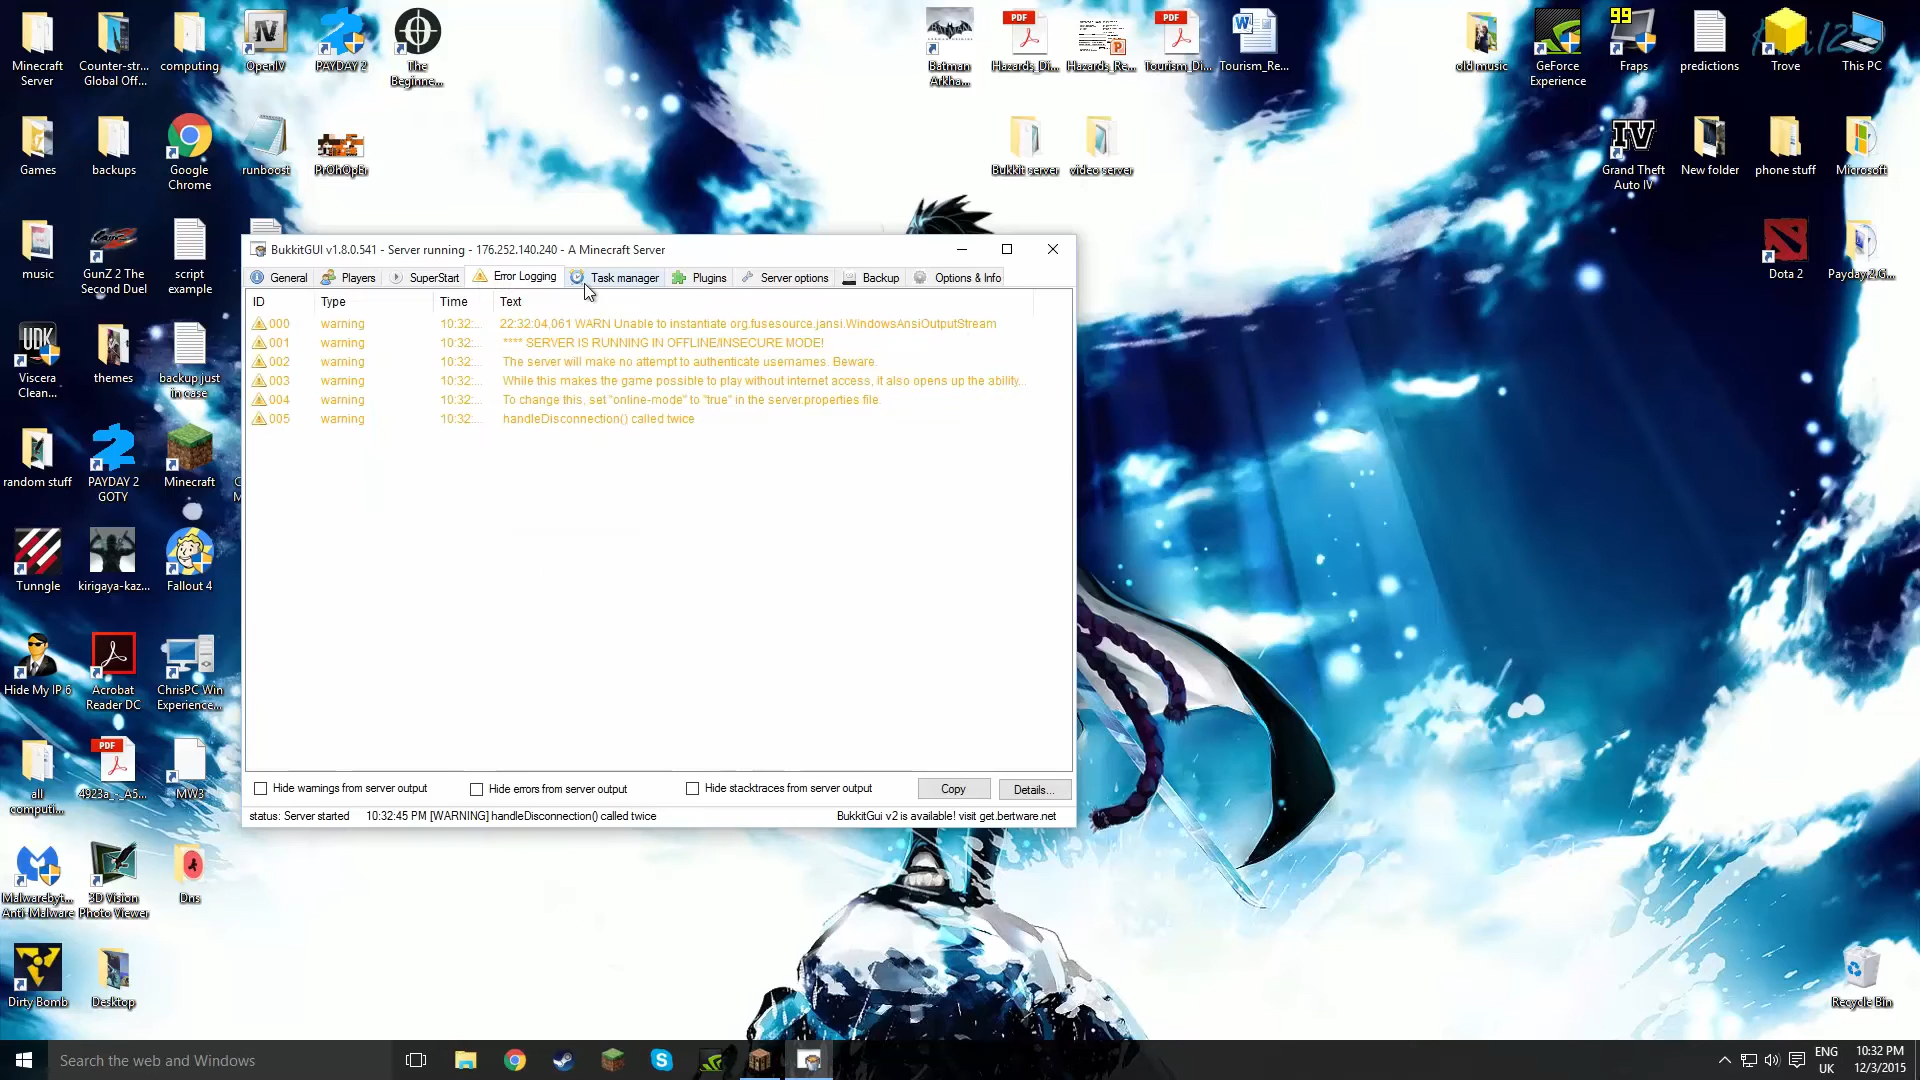 Minecraft Server
Counter-str... Global Off...
computing
OpenIV
PAYDAY 2
The Beginne...
Batman Arkha...
Hazards_Di...
Hazards_Re...
Tourism_Di...
Tourism_Re...
old music
GeForce Experience
99
Fraps
predictions
Trove
This PC
Games
backups
Google Chrome
runboost
PrOhOpEr
Bukkit server
video server
Grand Theft Auto IV
New folder
phone stuff
Microsoft
music
GunZ 2 The Second Duel
script example
Dota 2
Payday.2.G...
BukkitGUI v1.8.0.541 - Server running - 176.252.140.240 - A Minecraft Server
General
Players
SuperStart
Error Logging
Task manager
Plugins
Server options
Backup
Options & Info
ID Type Time Text
000 warning 10:32:... 22:32:04,061 WARN Unable to instantiate org.fusesource.jansi.WindowsAnsiOutputStream
001 warning 10:32:... **** SERVER IS RUNNING IN OFFLINE/INSECURE MODE!
002 warning 10:32:... The server will make no attempt to authenticate usernames. Beware.
003 warning 10:32:... While this makes the game possible to play without internet access, it also opens up the ability...
004 warning 10:32:... To change this, set "online-mode" to "true" in the server.properties file.
005 warning 10:32:... handleDisconnection() called twice
Hide warnings from server output
Hide errors from server output
Hide stacktraces from server output
Copy
Details...
status: Server started
10:32:45 PM [WARNING] handleDisconnection() called twice
BukkitGui v2 is available! visit get.bertware.net
UDK
Viscera Clean...
themes
backup just in case
random stuff
PAYDAY 2 GOTY
Minecraft
Tunngle
kirigaya-kaz...
Fallout 4
Hide My IP 6
Acrobat Reader DC
ChrisPC Win Experience...
all computi...
PDF
4923a_-_A5...
MW3
Malwarebyt... Anti-Malware
3D Vision Photo Viewer
Dns
Dirty Bomb
Desktop
Recycle Bin
Search the web and Windows
ENG
UK
10:32 PM
12/3/2015